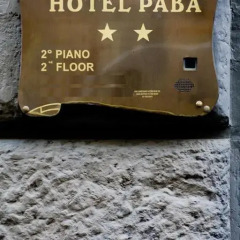 HOTEL PABA
2° PIANO
2ⁿᵈ FLOOR